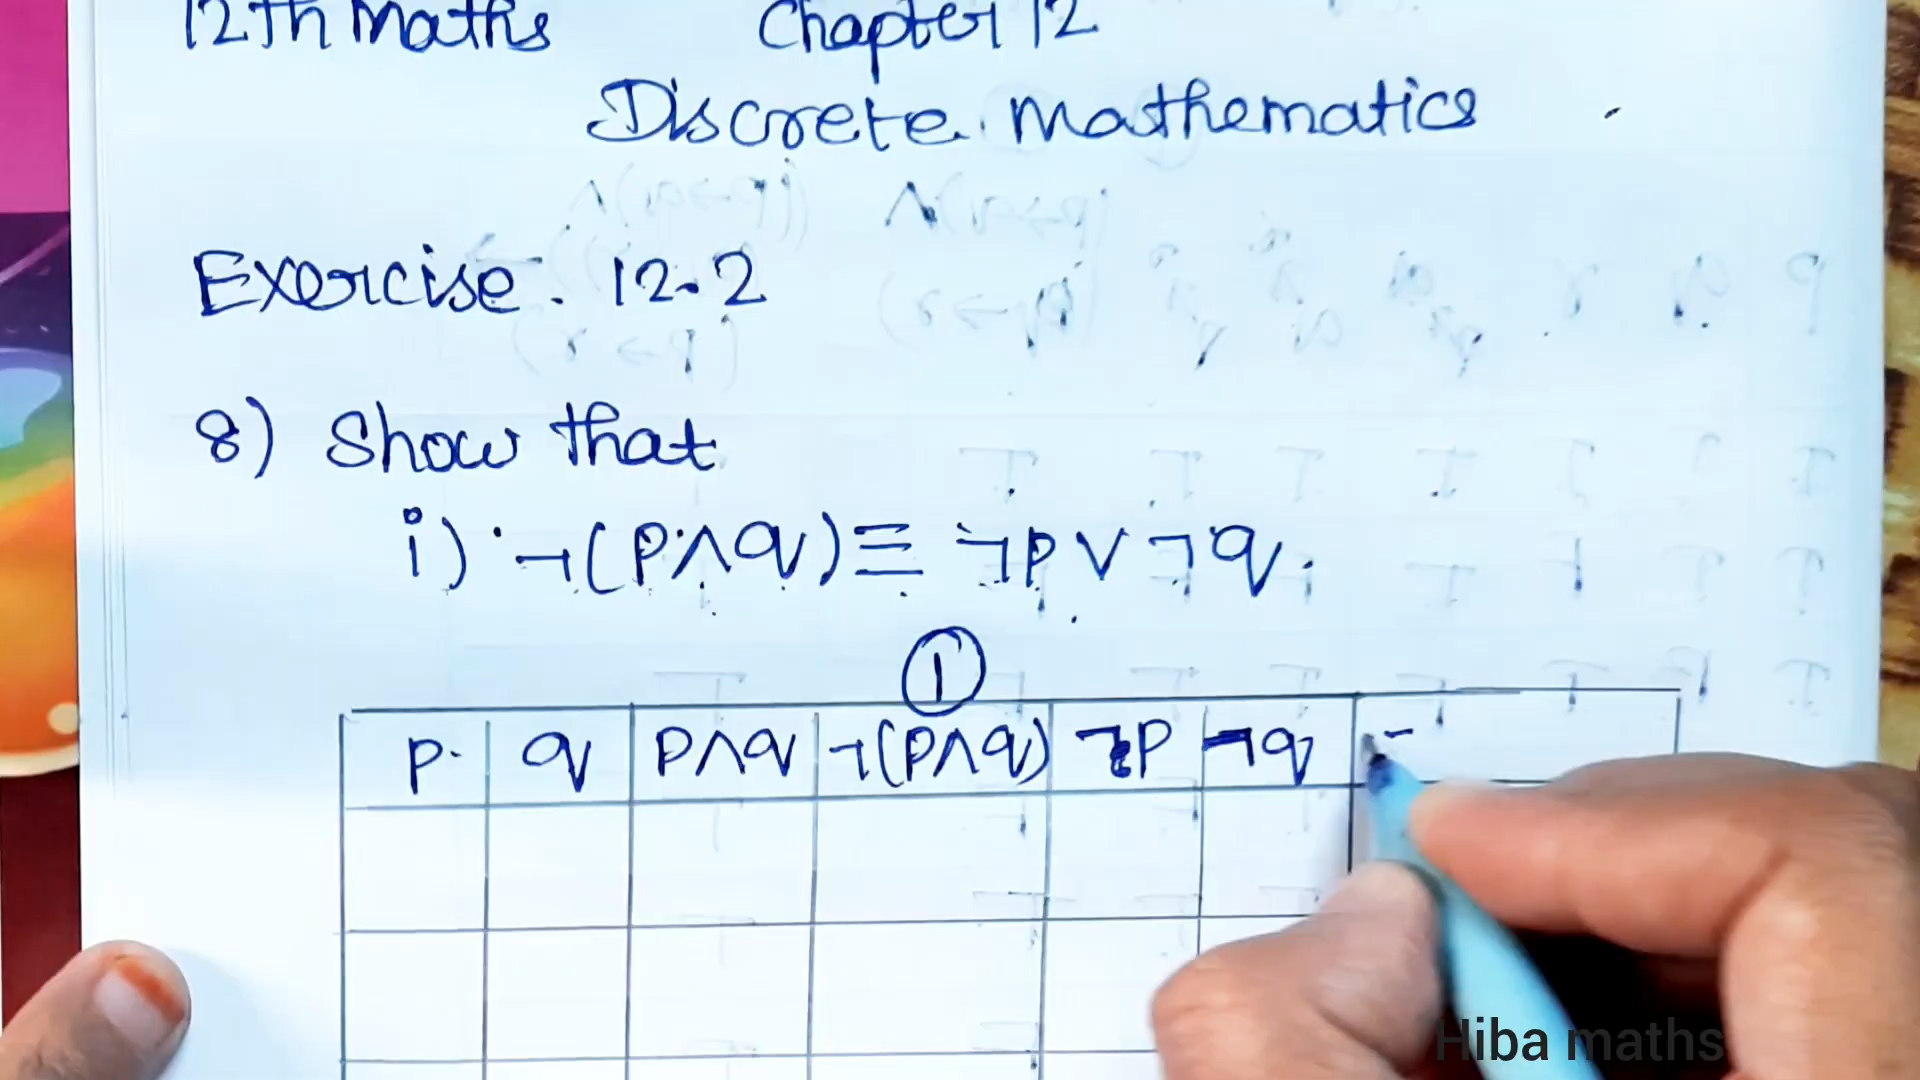 12th Maths Chapter 12
Discrete Mathematics
Exercise. 12.2
8) Show that
i) ¬(p∧q) ≡ ¬p ∨ ¬q.
①
p q p∧q ¬(p∧q) ¬p ¬q
Hiba maths